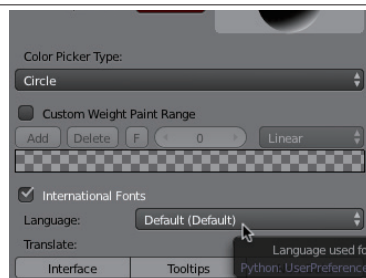 Color Picker Type:
Circle
Custom Weight Paint Range
Add Delete F 0 Linear
International Fonts
Language: Default (Default)
Translate:
Language used fo
Interface Tooltips Python: UserPreference